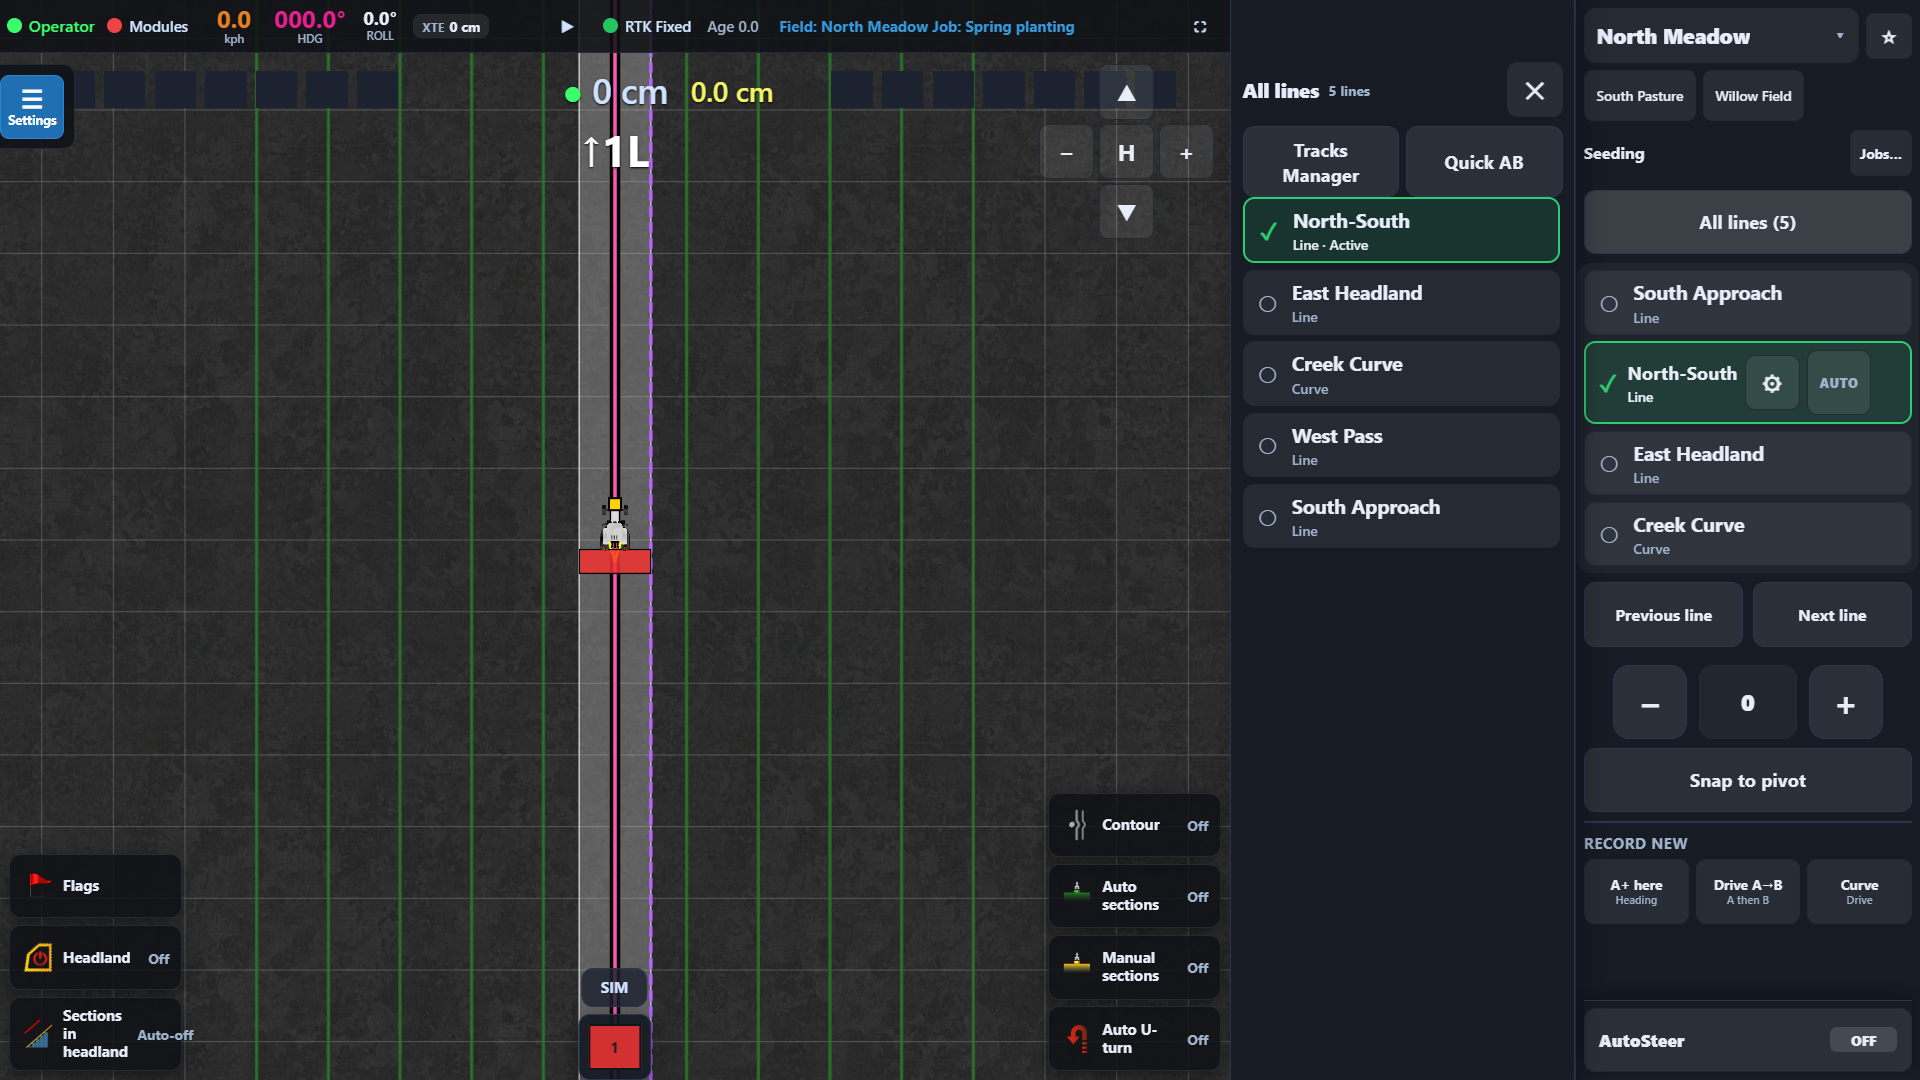 Operator
Modules
0.0
kph
000.0°
HDG
0.0°
ROLL
XTE 0 cm
RTK Fixed
Age 0.0
Field: North Meadow Job: Spring planting
Settings
0 cm
0.0 cm
↑1L
▲
−
H
+
▼
Flags
Headland
Off
Sections in headland
Auto-off
SIM
1
Contour
Off
Auto sections
Off
Manual sections
Off
Auto U-turn
Off
All lines
5 lines
Tracks Manager
Quick AB
North-South
Line · Active
East Headland
Line
Creek Curve
Curve
West Pass
Line
South Approach
Line
North Meadow
South Pasture
Willow Field
Seeding
Jobs...
All lines (5)
South Approach
Line
North-South
Line
AUTO
East Headland
Line
Creek Curve
Curve
Previous line
Next line
−
0
+
Snap to pivot
RECORD NEW
A+ here
Heading
Drive A→B
A then B
Curve
Drive
AutoSteer
OFF